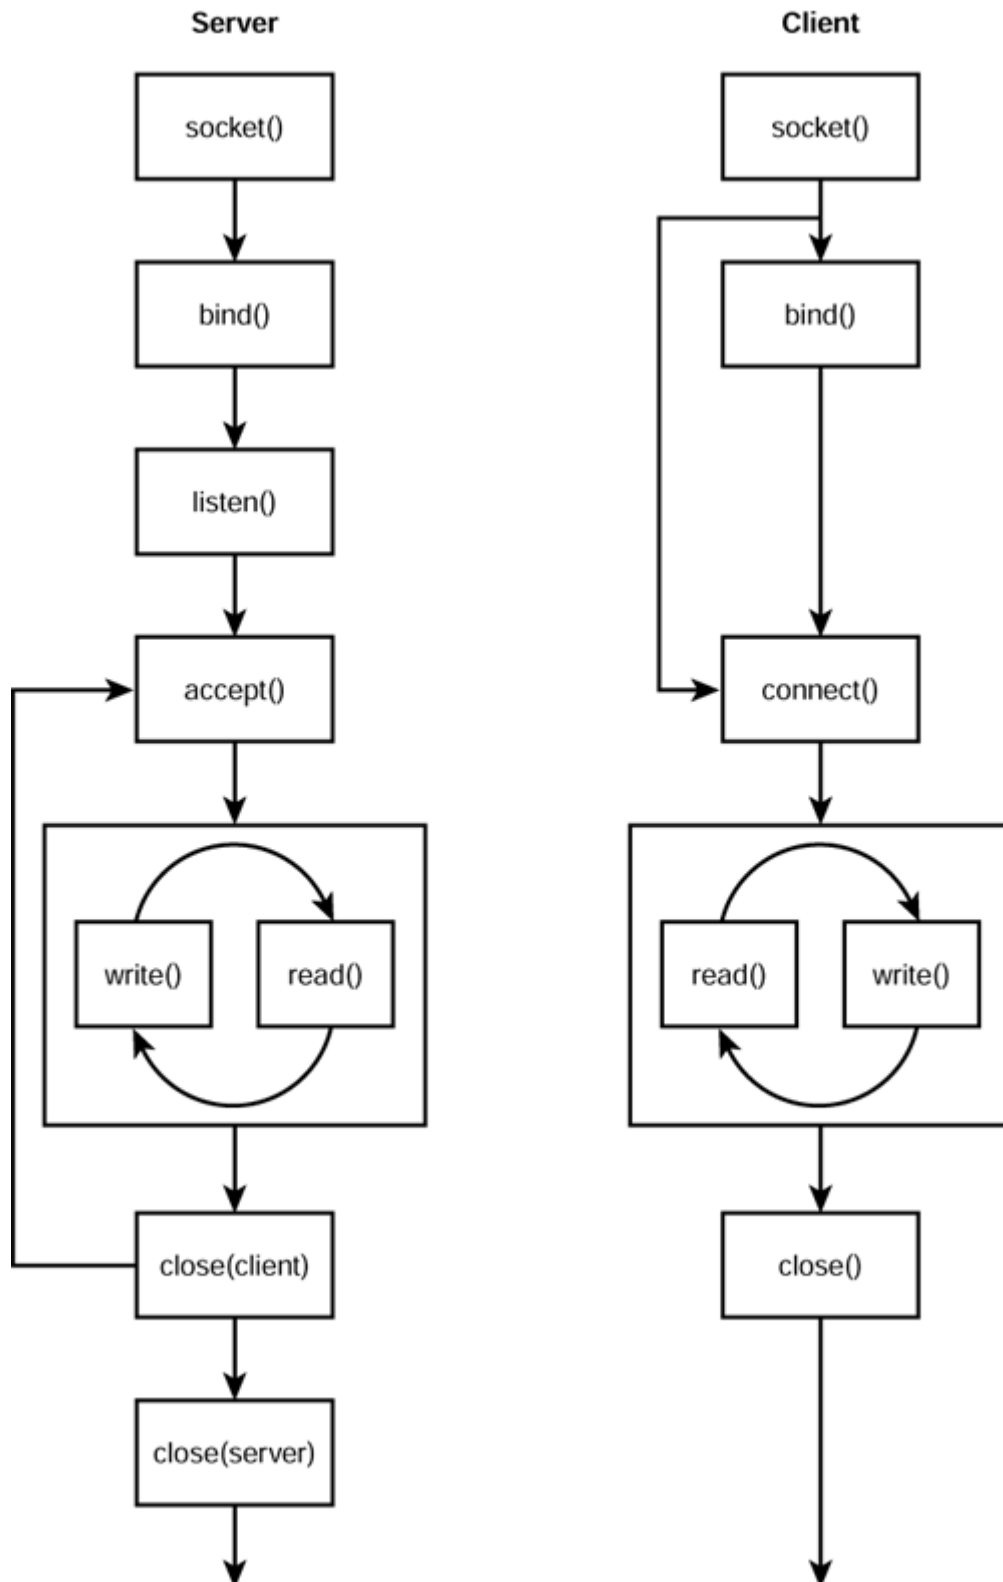 Server
socket()
bind()
listen()
accept()
write()
read()
close(client)
close(server)
Client
socket()
bind()
connect()
read()
write()
close()